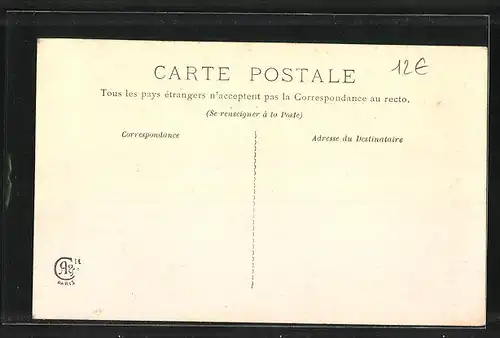 CARTE POSTALE
12€
Tous les pays étrangers n'acceptent pas la Correspondance au recto.
(Se renseigner à la Poste)
Correspondance
Adresse du Destinataire
PARIS